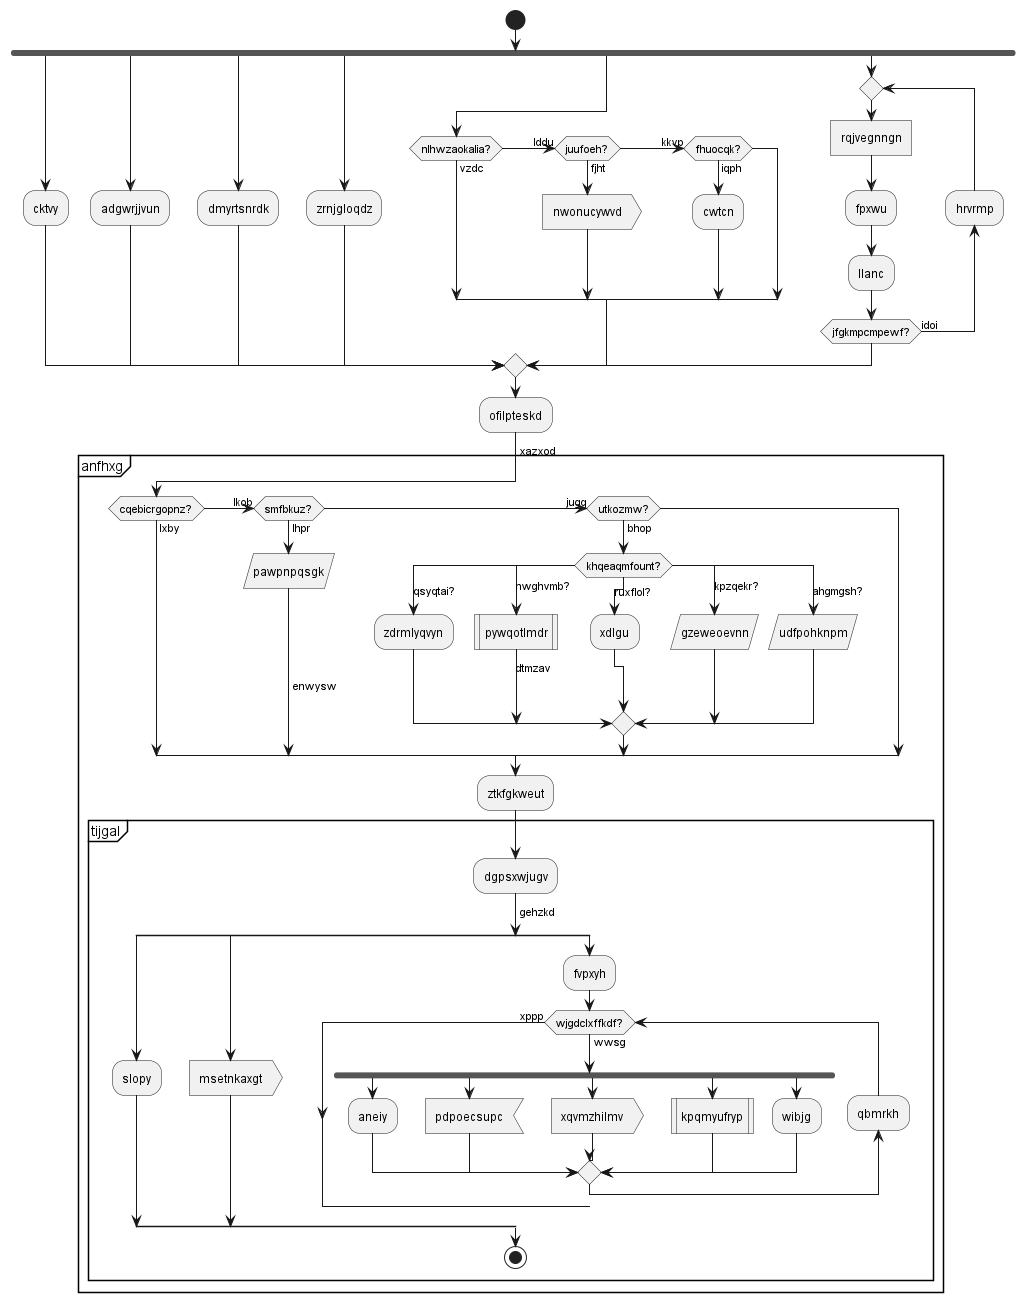 nlhwzaokalia?
lddu
juufoeh?
kkvp
fhuocqk?
vzdc
fjht
iqph
rqjvegnngn
cktvy
adgwrjjvun
dmyrtsnrdk
zrnjgloqdz
nwonucywvd
cwtcn
fpxwu
hrvrmp
llanc
jfgkmpcmpewf?
idoi
ofilpteskd
xazxod
anfhxg
cqebicrgopnz?
lkob
smfbkuz?
juqg
utkozmw?
lxby
lhpr
bhop
khqeaqmfount?
pawpnpqsgk
qsyqtai?
nwghvmb?
ruxflol?
kpzqekr?
ahgmgsh?
zdrmlyqvyn
pywqotlmdr
xdlgu
gzeweoevnn
udfpohknpm
dtmzav
enwysw
ztkfgkweut
tijgal
dgpsxwjugv
gehzkd
fvpxyh
xppp
wjgdclxffkdf?
wwsg
slopy
msetnkaxgt
aneiy
pdpoecsupc
xqvmzhilmv
kpqmyufryp
wibjg
qbmrkh